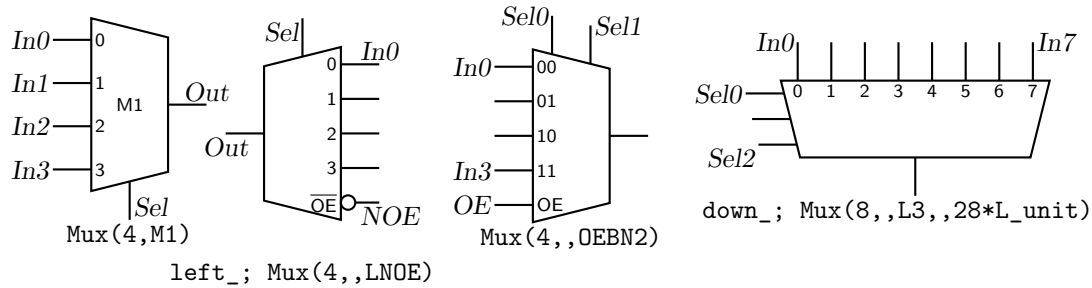 In0
In1
In2
In3
0
1
2
3
M1
Out
Sel
Mux(4,M1)
Sel
In0
0
1
2
3
OE
Out
NOE
left_; Mux(4,,LNOE)
Sel0
Sel1
In0
In3
OE
00
01
10
11
OE
Mux(4,,OEBN2)
In0
In7
Sel0
Sel2
0 1 2 3 4 5 6 7
down_; Mux(8,,L3,,28*L_unit)